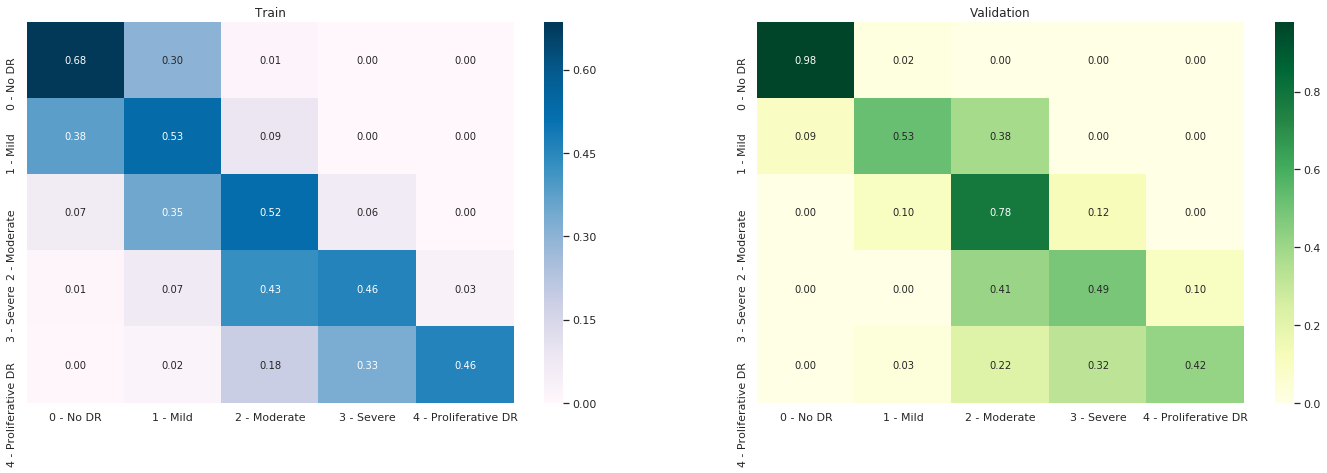 Train
0 - No DR
0.68 0.30 0.01 0.00 0.00
1 - Mild
0.38 0.53 0.09 0.00 0.00
2 - Moderate
0.07 0.35 0.52 0.06 0.00
3 - Severe
0.01 0.07 0.43 0.46 0.03
4 - Proliferative DR
0.00 0.02 0.18 0.33 0.46
0 - No DR 1 - Mild 2 - Moderate 3 - Severe 4 - Proliferative DR
0.60
0.45
0.30
0.15
0.00
Validation
0 - No DR
0.98 0.02 0.00 0.00 0.00
1 - Mild
0.09 0.53 0.38 0.00 0.00
2 - Moderate
0.00 0.10 0.78 0.12 0.00
3 - Severe
0.00 0.00 0.41 0.49 0.10
4 - Proliferative DR
0.00 0.03 0.22 0.32 0.42
0 - No DR 1 - Mild 2 - Moderate 3 - Severe 4 - Proliferative DR
0.8
0.6
0.4
0.2
0.0